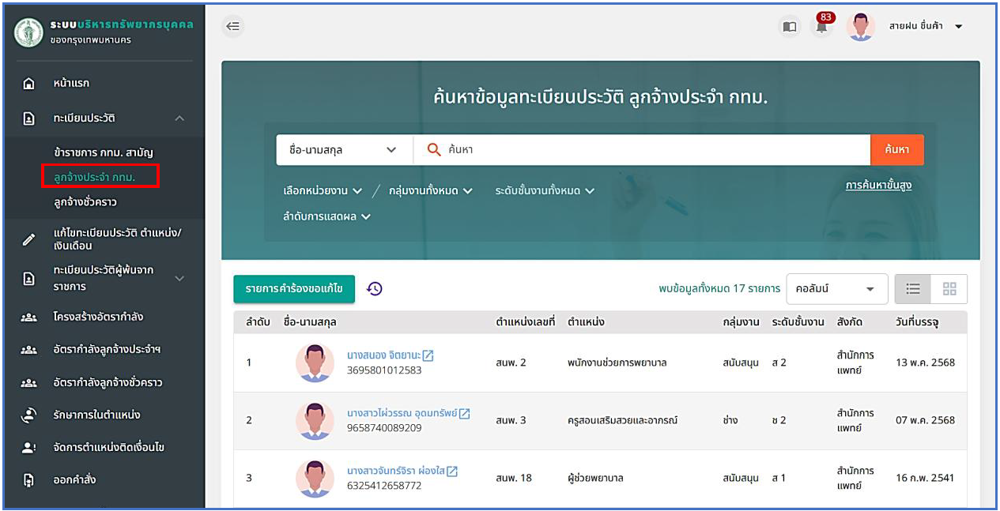 ระบบบริหารทรัพยากรบุคคล
ของกรุงเทพมหานคร
หน้าแรก
ทะเบียนประวัติ
ข้าราชการ กทม. สามัญ
ลูกจ้างประจำ กทม.
ลูกจ้างชั่วคราว
แก้ไขทะเบียนประวัติ ตำแหน่ง/
เงินเดือน
ทะเบียนประวัติผู้พ้นจาก
ราชการ
โครงสร้างอัตรากำลัง
อัตรากำลังลูกจ้างประจำฯ
อัตรากำลังลูกจ้างชั่วคราว
รักษาการในตำแหน่ง
จัดการตำแหน่งติดเงื่อนไข
ออกคำสั่ง
83
สายฝน ชื่นค้า
ค้นหาข้อมูลทะเบียนประวัติ ลูกจ้างประจำ กทม.
ชื่อ-นามสกุล ค้นหา ค้นหา
เลือกหน่วยงาน / กลุ่มงานทั้งหมด ระดับชั้นงานทั้งหมด การค้นหาขั้นสูง
ลำดับการแสดผล
รายการคำร้องขอแก้ไข พบข้อมูลทั้งหมด 17 รายการ คอลัมน์
ลำดับ ชื่อ-นามสกุล ตำแหน่งเลขที่ ตำแหน่ง กลุ่มงาน ระดับชั้นงาน สังกัด วันที่บรรจุ
1 นางสนอง จิตยานะ 3695801012583 สนพ. 2 พนักงานช่วยการพยาบาล สนับสนุน ส 2 สำนักการแพทย์ 13 พ.ค. 2568
2 นางสาวไผ่วรรณ อุดมทรัพย์ 9658740089209 สนพ. 3 ครูสอนเสริมสวยและอาภรณ์ ช่าง ช 2 สำนักการแพทย์ 07 พ.ค. 2568
3 นางสาวจันทร์จิรา ผ่องใส 6325412658772 สนพ. 18 ผู้ช่วยพยาบาล สนับสนุน ส 1 สำนักการแพทย์ 16 ก.พ. 2541